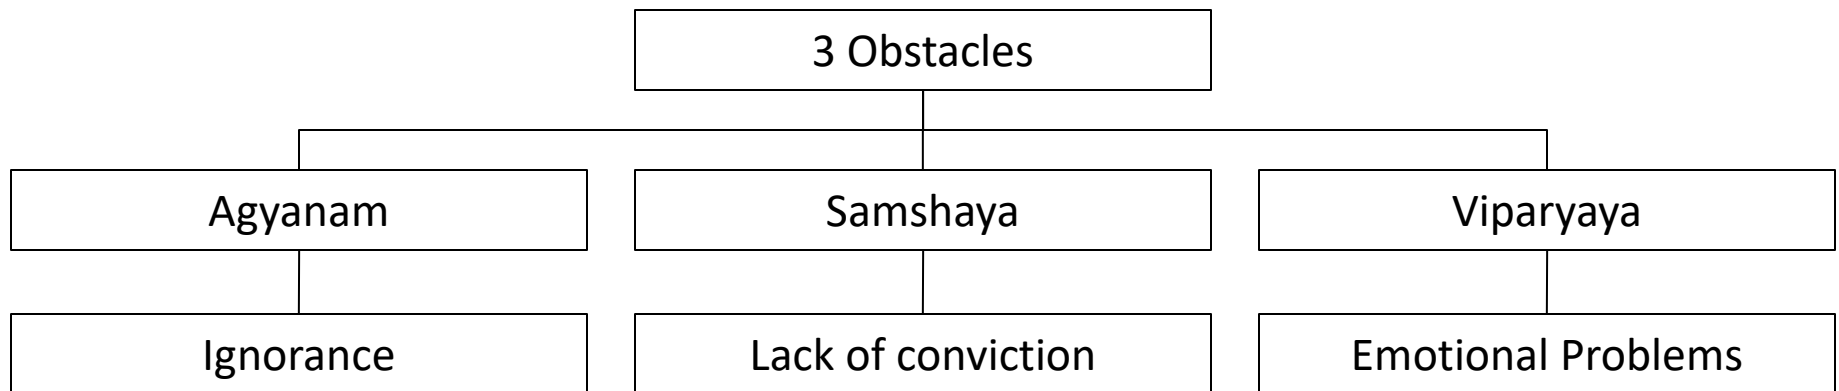 3 Obstacles
Agyanam
Samshaya
Viparyaya
Ignorance
Lack of conviction
Emotional Problems